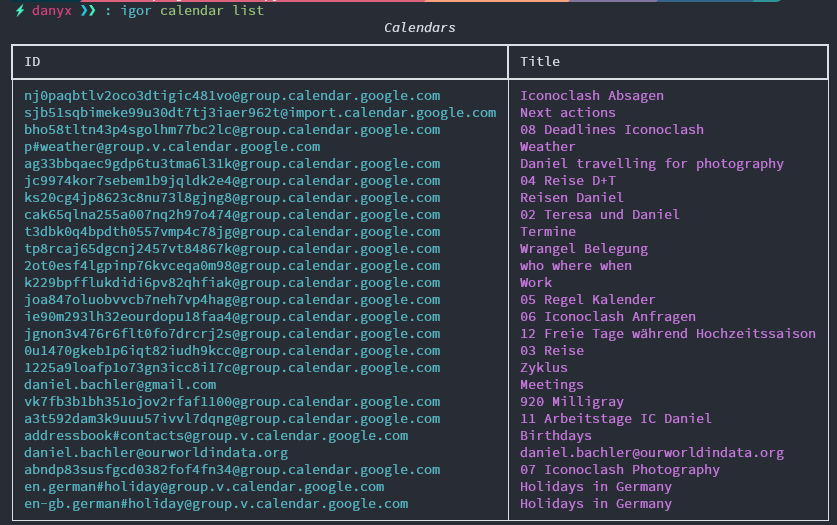 ⚡ danyx ❯❯ : igor calendar list
Calendars
ID Title
nj0paqbtlv2oco3dtigic481vo@group.calendar.google.com Iconoclash Absagen
sjb51sqbimeke99u30dt7tj3iaer962t@import.calendar.google.com Next actions
bho58tltn43p4sgolhm77bc2lc@group.calendar.google.com 08 Deadlines Iconoclash
p#weather@group.v.calendar.google.com Weather
ag33bbqaec9gdp6tu3tma6l31k@group.calendar.google.com Daniel travelling for photography
jc9974kor7sebem1b9jqldk2e4@group.calendar.google.com 04 Reise D+T
ks20cg4jp8623c8nu73l8gjng8@group.calendar.google.com Reisen Daniel
cak65qlna255a007nq2h97o474@group.calendar.google.com 02 Teresa und Daniel
t3dbk0q4bpdth0557vmp4c78jg@group.calendar.google.com Termine
tp8rcaj65dgcnj2457vt84867k@group.calendar.google.com Wrangel Belegung
2ot0esf4lgpinp76kvceqa0m98@group.calendar.google.com who where when
k229bpfflukdidi6pv82qhfiak@group.calendar.google.com Work
joa847oluobvvcb7neh7vp4hag@group.calendar.google.com 05 Regel Kalender
ie90m293lh32eourdopu18faa4@group.calendar.google.com 06 Iconoclash Anfragen
jgnon3v476r6flt0fo7drcrj2s@group.calendar.google.com 12 Freie Tage während Hochzeitssaison
0u1470gkeb1p6iqt82iudh9kcc@group.calendar.google.com 03 Reise
1225a9loafp1o73gn3icc8i17c@group.calendar.google.com Zyklus
daniel.bachler@gmail.com Meetings
vk7fb3b1bh351ojov2rfaf1100@group.calendar.google.com 920 Milligray
a3t592dam3k9uuu57ivvl7dqng@group.calendar.google.com 11 Arbeitstage IC Daniel
addressbook#contacts@group.v.calendar.google.com Birthdays
daniel.bachler@ourworldindata.org daniel.bachler@ourworldindata.org
abndp83susfgcd0382fof4fn34@group.calendar.google.com 07 Iconoclash Photography
en.german#holiday@group.v.calendar.google.com Holidays in Germany
en-gb.german#holiday@group.v.calendar.google.com Holidays in Germany